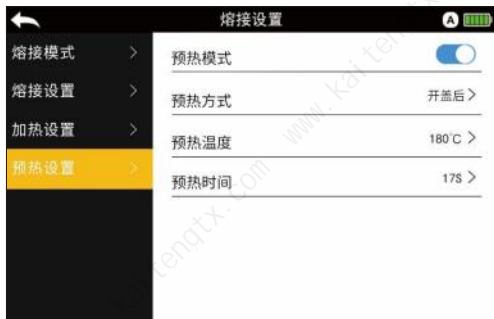 熔接设置
A
熔接模式
熔接设置
加热设置
预热设置
预热模式
预热方式 开盖后
预热温度 180℃
预热时间 17S
www.kaitengtx.com